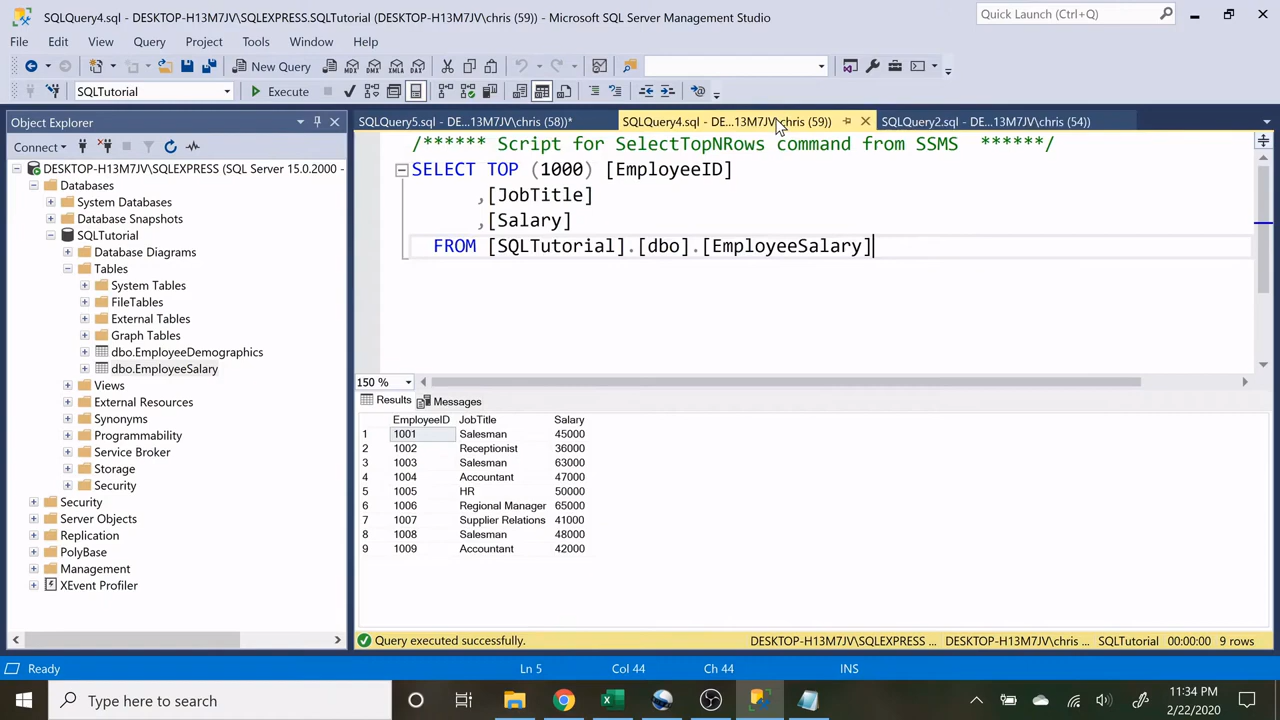 SQLQuery4.sql - DESKTOP-H13M7JV\SQLEXPRESS.SQLTutorial (DESKTOP-H13M7JV\chris (59)) - Microsoft SQL Server Management Studio
Quick Launch (Ctrl+Q)
File Edit View Query Project Tools Window Help
New Query
SQLTutorial
Execute
Object Explorer
Connect
DESKTOP-H13M7JV\SQLEXPRESS (SQL Server 15.0.2000 -
Databases
System Databases
Database Snapshots
SQLTutorial
Database Diagrams
Tables
System Tables
FileTables
External Tables
Graph Tables
dbo.EmployeeDemographics
dbo.EmployeeSalary
Views
External Resources
Synonyms
Programmability
Service Broker
Storage
Security
Security
Server Objects
Replication
PolyBase
Management
XEvent Profiler
SQLQuery5.sql - DE...13M7JV\chris (58))* SQLQuery4.sql - DE...13M7JV\chris (59)) SQLQuery2.sql - DE...13M7JV\chris (54))
/****** Script for SelectTopNRows command from SSMS ******/
SELECT TOP (1000) [EmployeeID]
,[JobTitle]
,[Salary]
FROM [SQLTutorial].[dbo].[EmployeeSalary]
150 %
Results Messages
EmployeeID JobTitle Salary
1 1001 Salesman 45000
2 1002 Receptionist 36000
3 1003 Salesman 63000
4 1004 Accountant 47000
5 1005 HR 50000
6 1006 Regional Manager 65000
7 1007 Supplier Relations 41000
8 1008 Salesman 48000
9 1009 Accountant 42000
Query executed successfully. DESKTOP-H13M7JV\SQLEXPRESS ... DESKTOP-H13M7JV\chris ... SQLTutorial 00:00:00 9 rows
Ready Ln 5 Col 44 Ch 44 INS
Type here to search
11:34 PM
2/22/2020